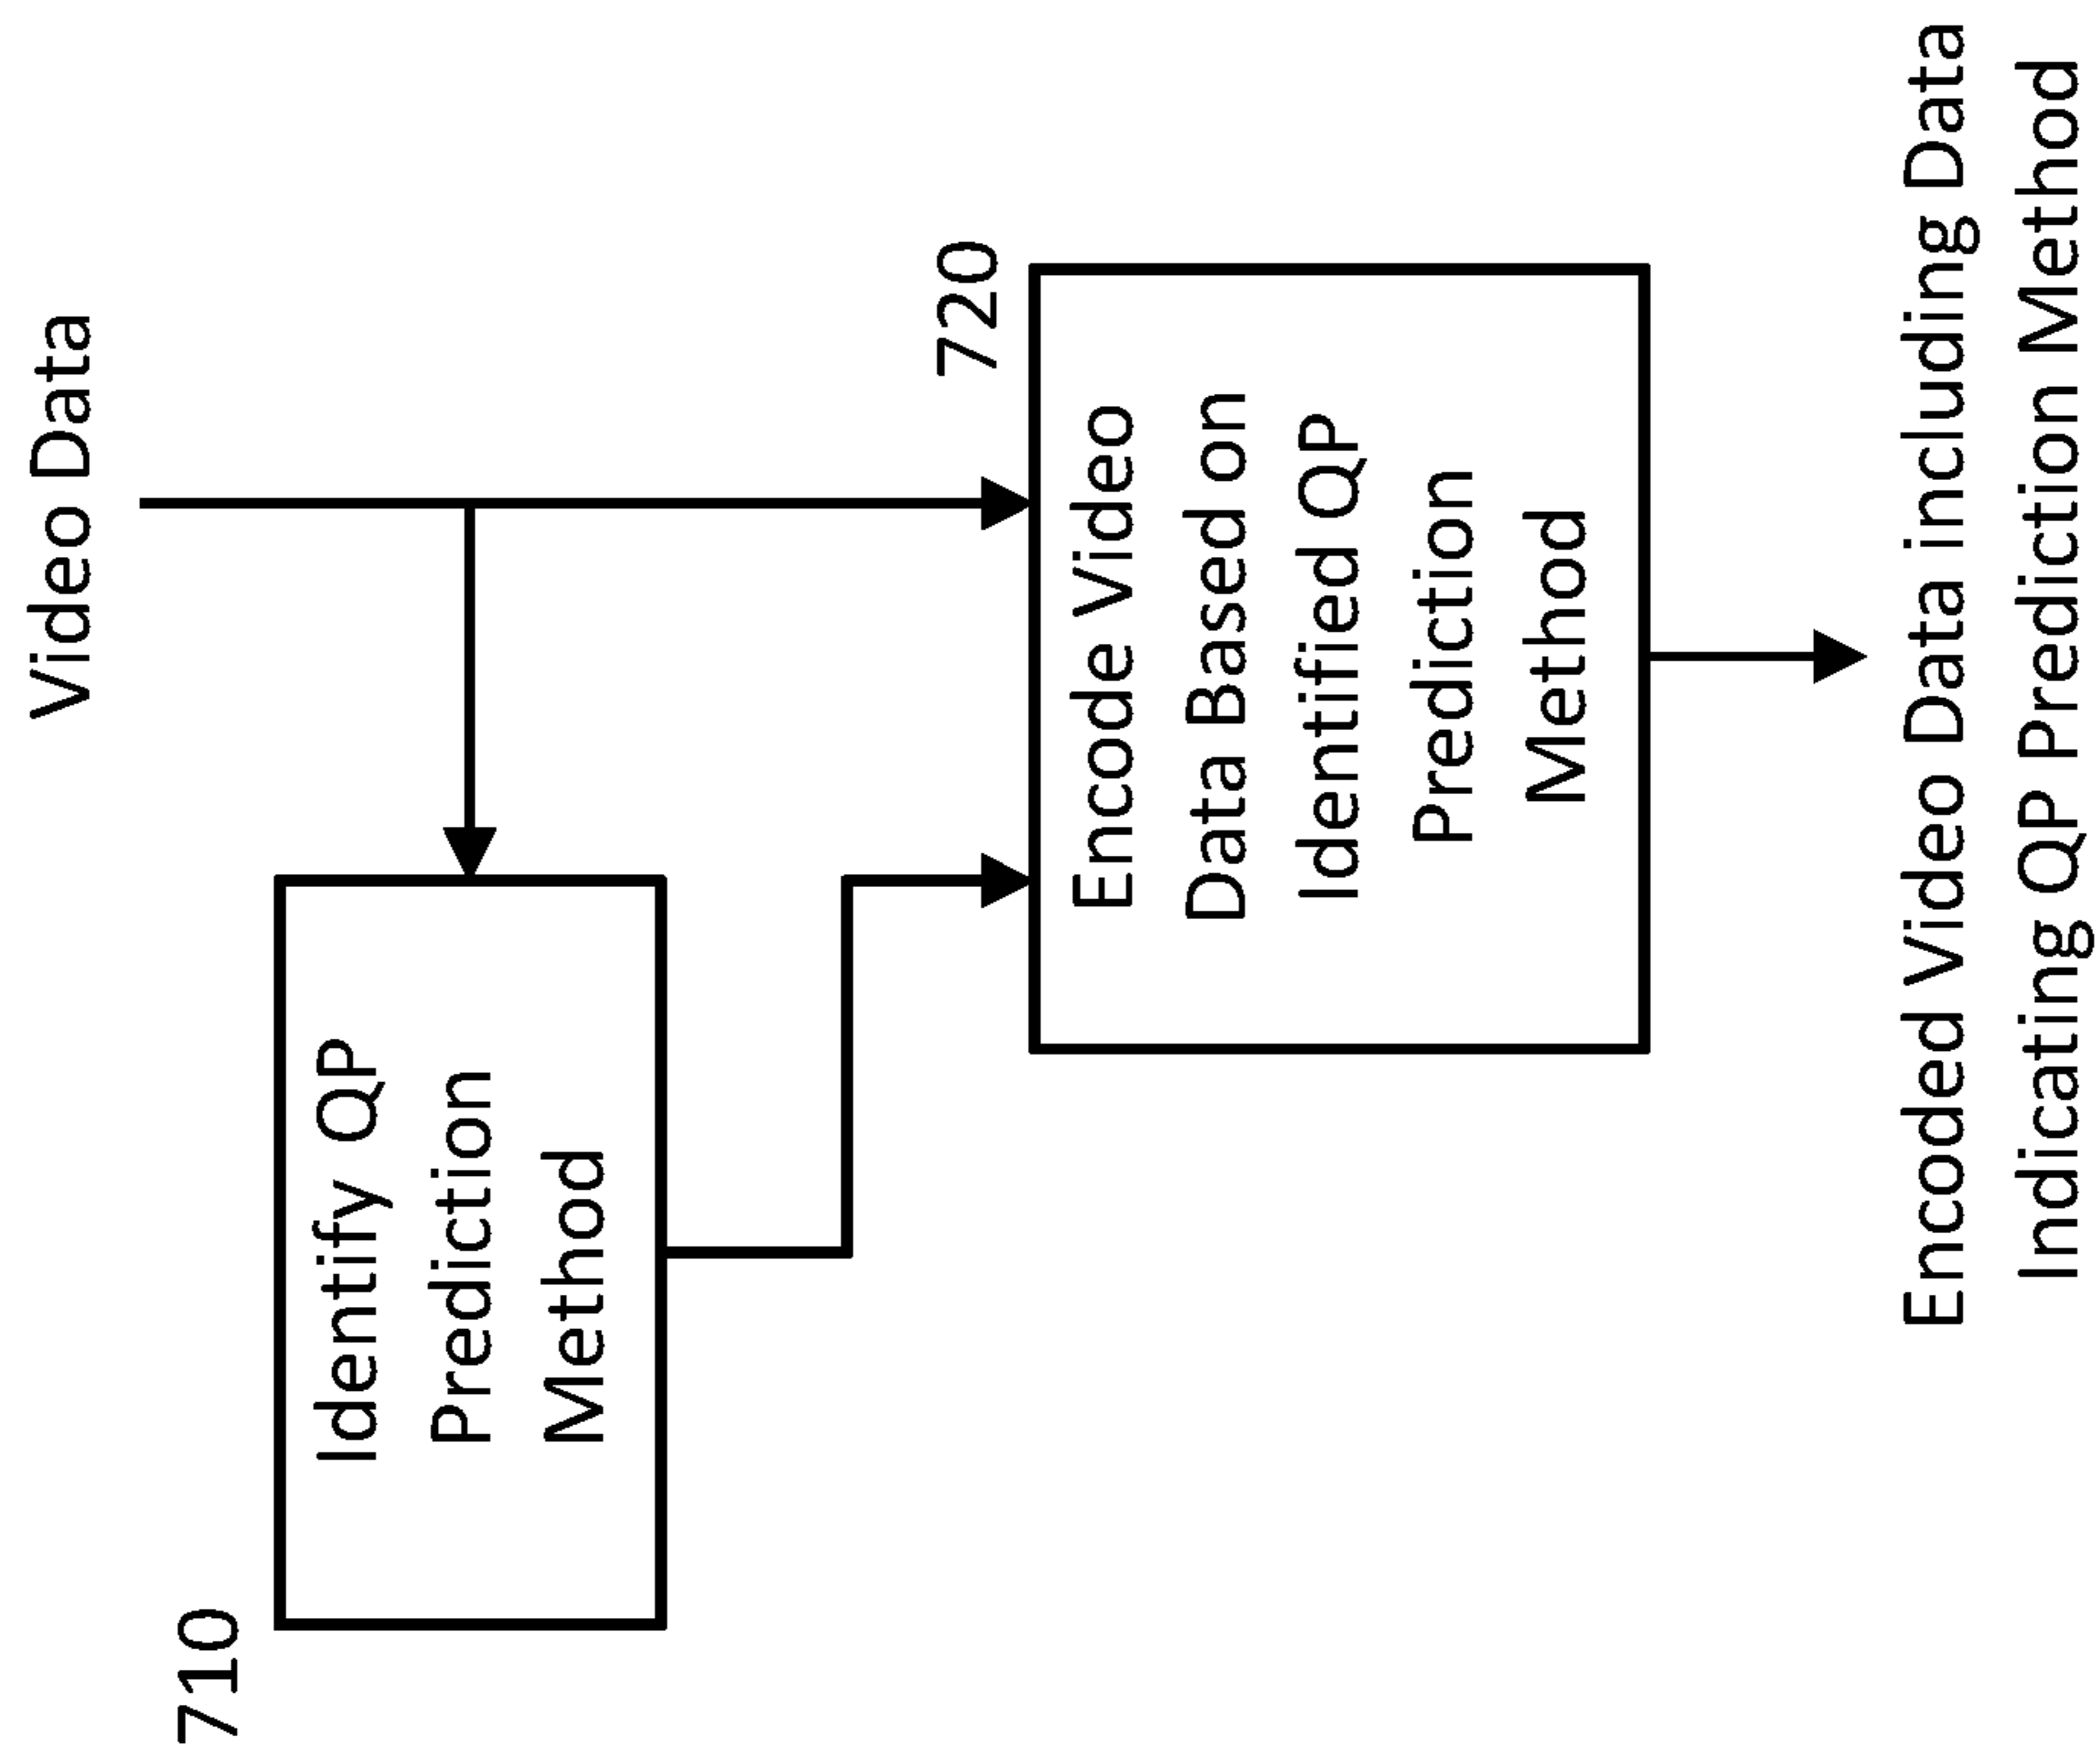 Video Data
710
Identify QP
Prediction
Method
720
Encode Video
Data Based on
Identified QP
Prediction
Method
Encoded Video Data including Data
Indicating QP Prediction Method